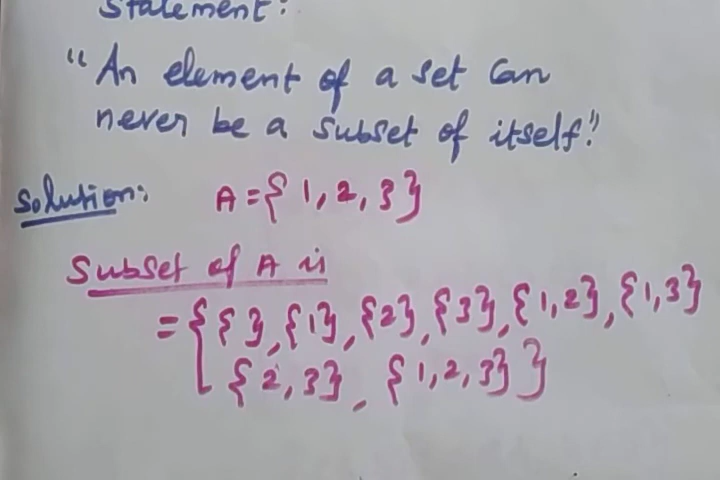 Statement:
"An element of a set can
never be a subset of itself."
Solution: A = { 1, 2, 3}
Subset of A is
= { { }, {1}, {2}, {3}, {1,2}, {1,3}
{2,3}, {1,2,3} }